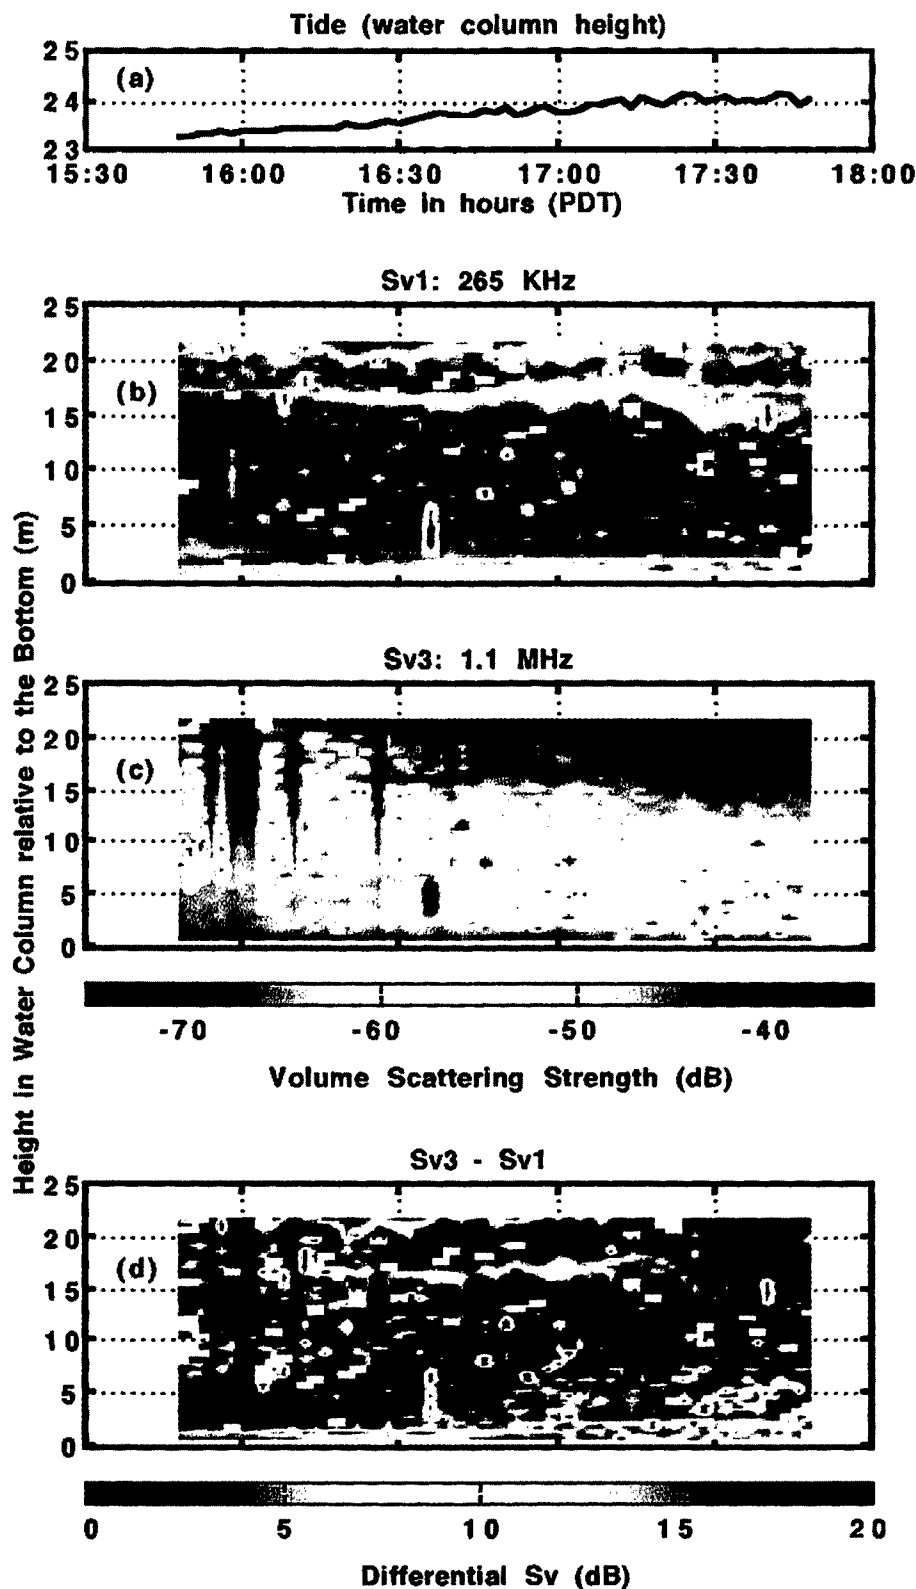 Tide (water column height)
25
(a)
24
23
15:30 16:00 16:30 17:00 17:30 18:00
Time in hours (PDT)
Sv1: 265 KHz
25
20
(b)
15
10
5
0
Sv3: 1.1 MHz
25
20
(c)
15
10
5
0
-70 -60 -50 -40
Volume Scattering Strength (dB)
Sv3 - Sv1
25
20
(d)
15
10
5
0
0 5 10 15 20
Differential Sv (dB)
Height in Water Column relative to the Bottom (m)